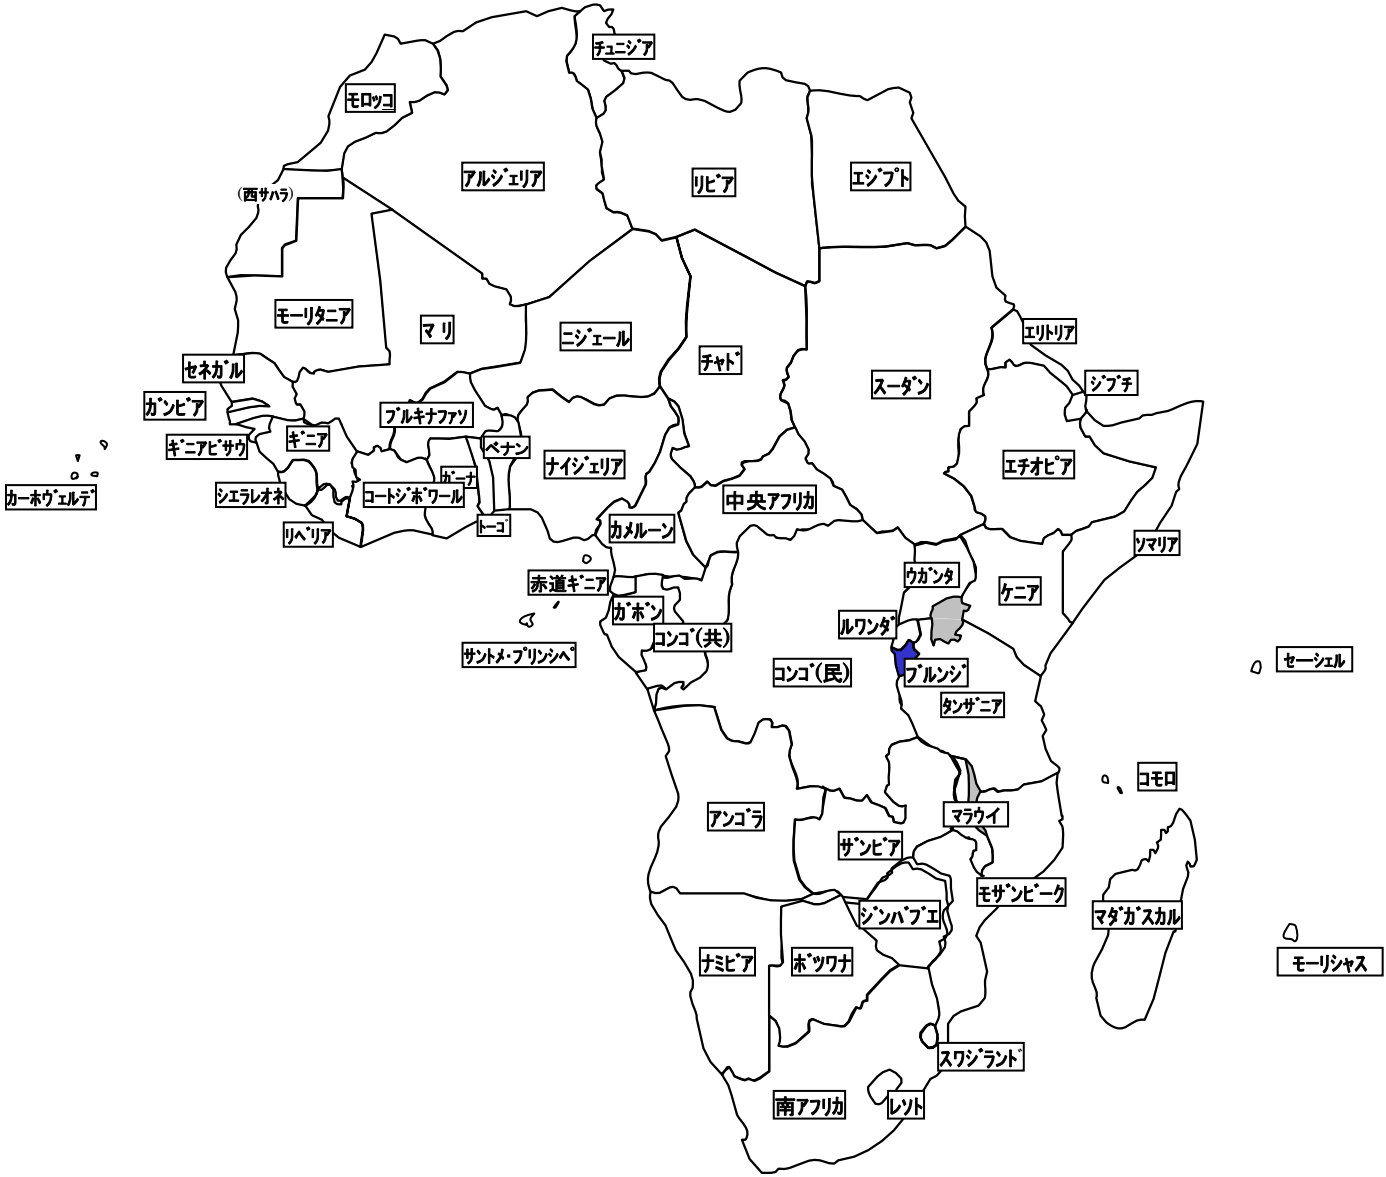 チュニジア
モロッコ
アルジェリア
リビア
エジプト
(西サハラ)
モーリタニア
マリ
ニジェール
エリトリア
チャド
セネガル
スーダン
ジブチ
ガンビア
ブルキナファソ
ギニア
ギニアビサウ
ベナン
ナイジェリア
エチオピア
ガーナ
カーホヴェルデ
シエラレオネ
コートジボワール
中央アフリカ
トーゴ
カメルーン
リベリア
ソマリア
ウガンダ
赤道ギニア
ケニア
ガボン
ルワンダ
コンゴ(共)
サントメ・プリンシペ
セーシェル
コンゴ(民)
ブルンジ
タンザニア
コモロ
アンゴラ
マラウイ
ザンビア
モザンビーク
ジンバブエ
マダガスカル
ナミビア
ボツワナ
モーリシャス
スワジランド
南アフリカ
レソト